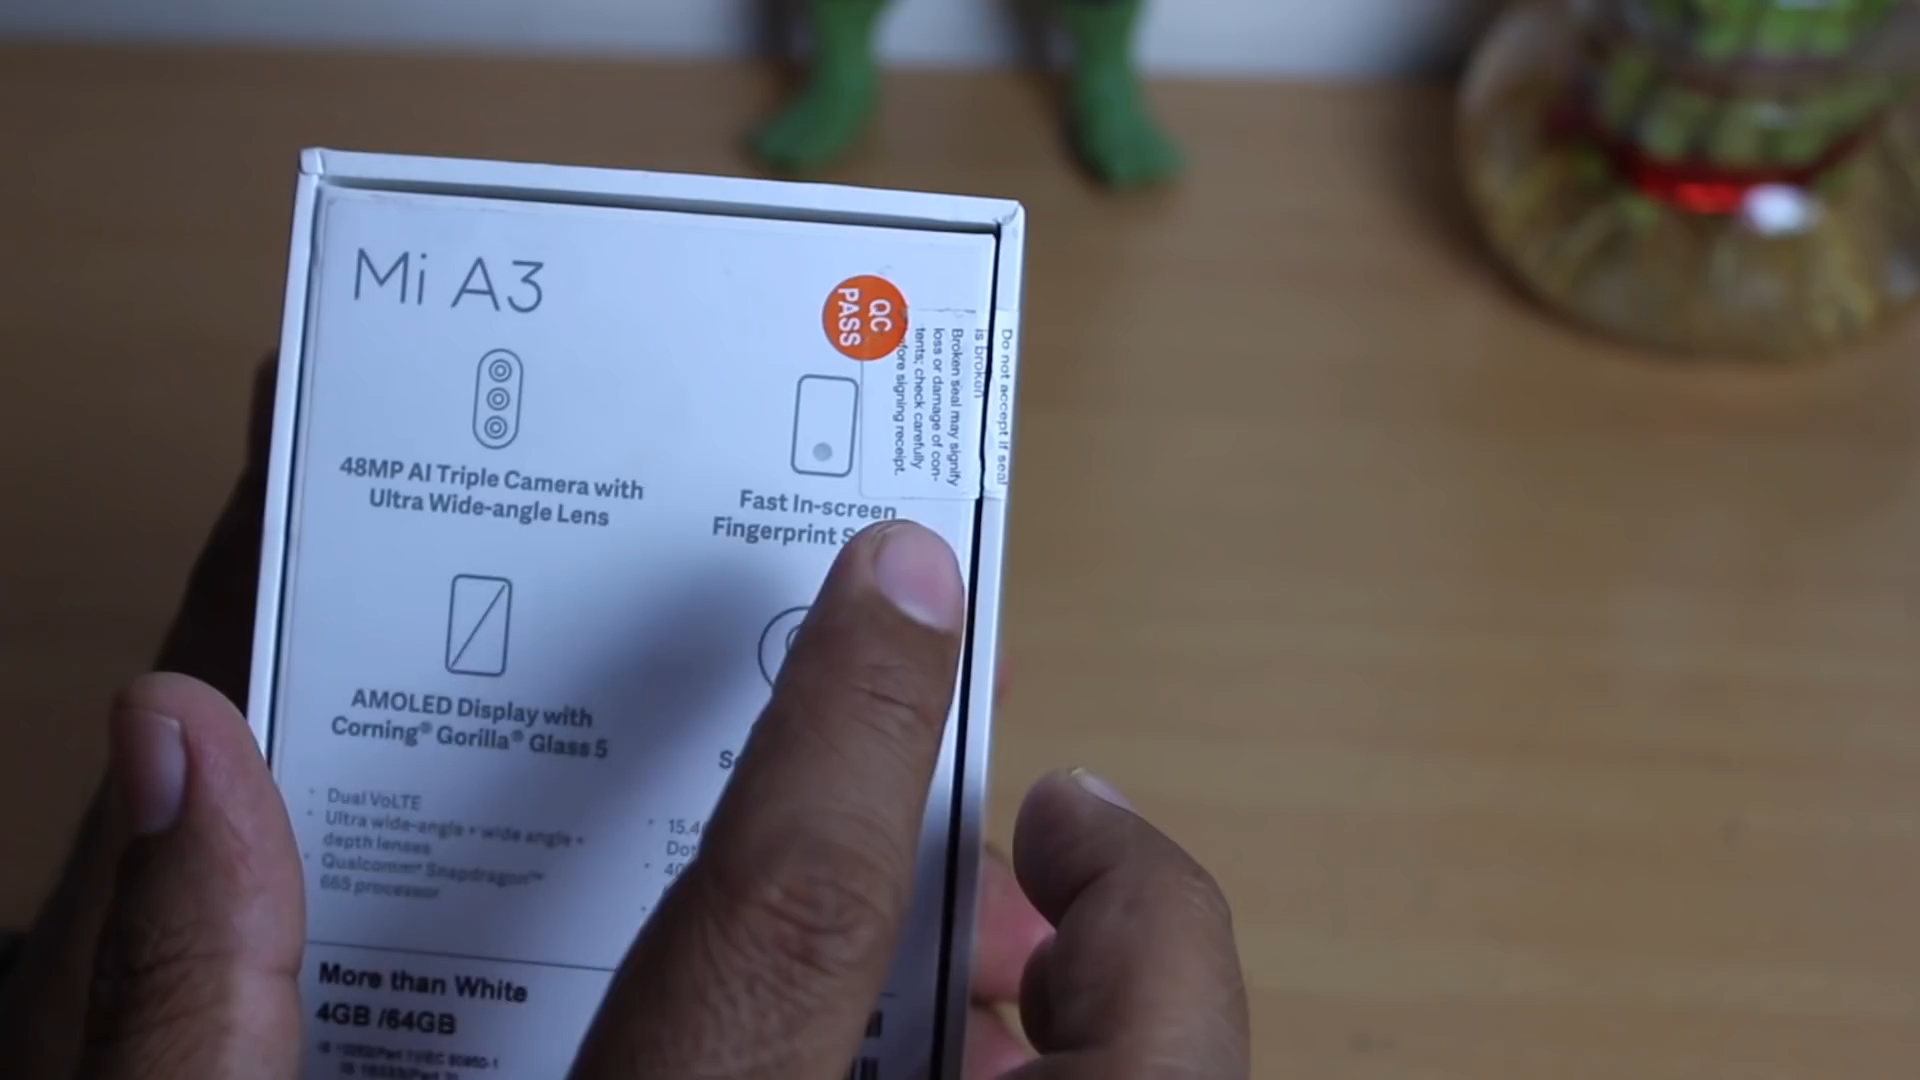 Mi A3
QC
PASS
Do not accept if seal
is broken
Broken seal may signify
loss or damage of con-
tents; check carefully
signing receipt.
48MP AI Triple Camera with
Ultra Wide-angle Lens
Fast In-screen
Fingerprint
AMOLED Display with
Corning® Gorilla® Glass 5
Dual VoLTE
Ultra wide-angle + wide angle +
depth lenses
Qualcomm® Snapdragon™
665 processor
More than White
4GB /64GB